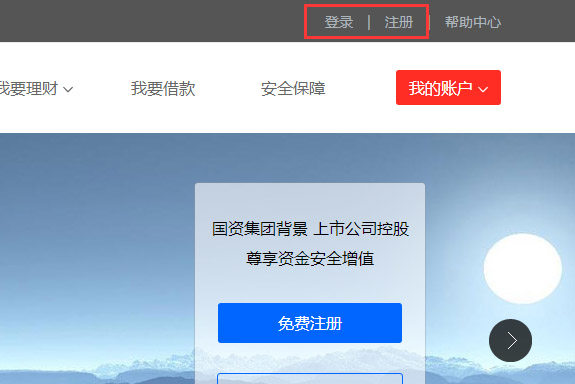 登录 | 注册 | 帮助中心
我要理财 我要借款 安全保障 我的账户
国资集团背景 上市公司控股
尊享资金安全增值
免费注册